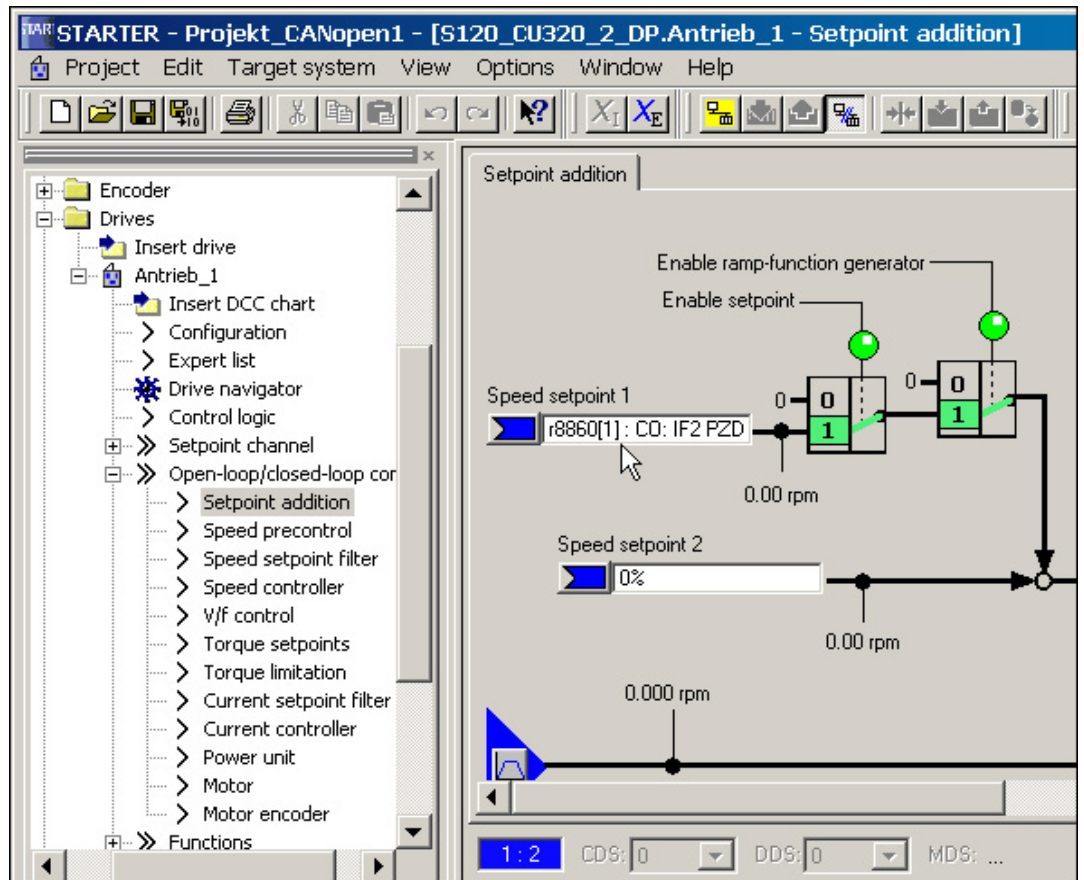 STARTER - Projekt_CANopen1 - [S120_CU320_2_DP.Antrieb_1 - Setpoint addition]
Project Edit Target system View Options Window Help
Encoder
Drives
Insert drive
Antrieb_1
Insert DCC chart
Configuration
Expert list
Drive navigator
Control logic
Setpoint channel
Open-loop/closed-loop cor
Setpoint addition
Speed precontrol
Speed setpoint filter
Speed controller
V/f control
Torque setpoints
Torque limitation
Current setpoint filter
Current controller
Power unit
Motor
Motor encoder
Functions
Setpoint addition
Enable ramp-function generator
Enable setpoint
Speed setpoint 1
r8860[1] : CO: IF2 PZD
0 0
1
0 0
1
0.00 rpm
Speed setpoint 2
0%
0.00 rpm
0.000 rpm
1 : 2 CDS: 0 DDS: 0 MDS: ...